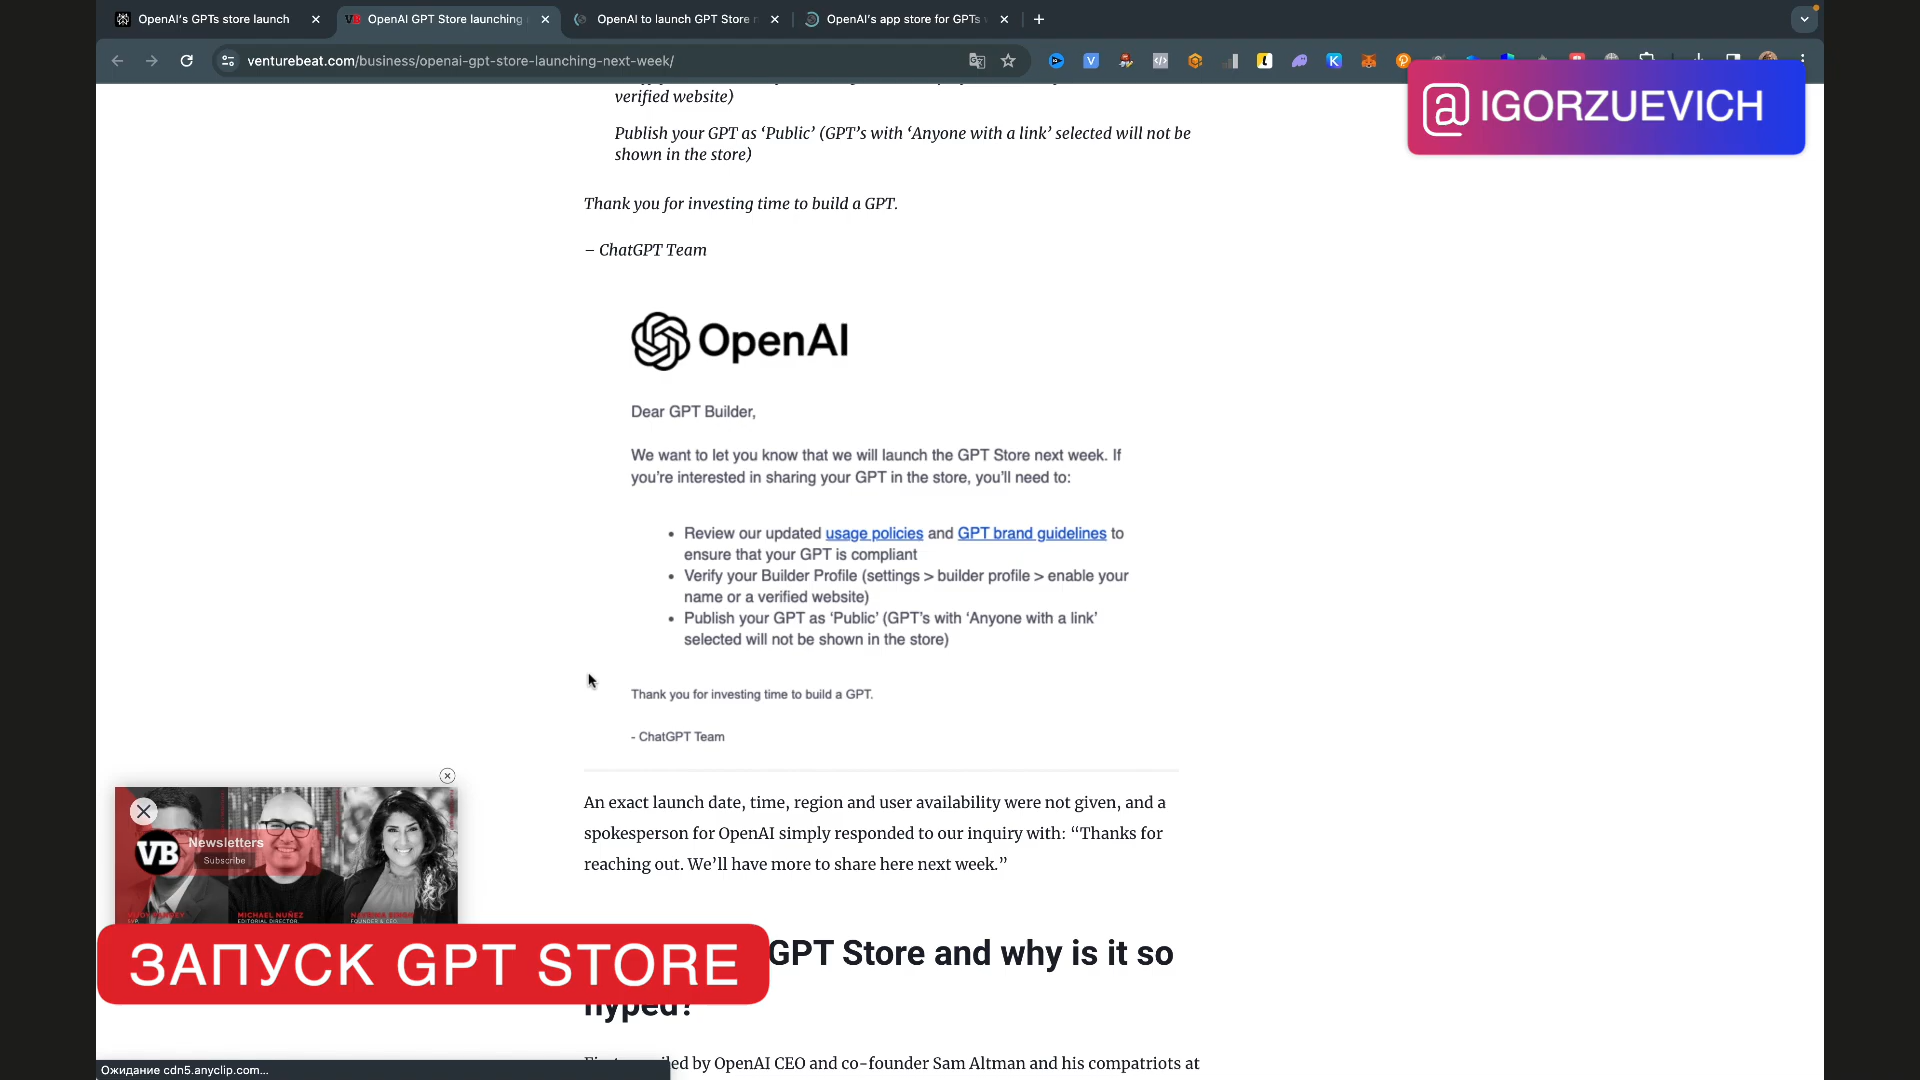 OpenAI's GPTs store launch
OpenAI GPT Store launching
OpenAI to launch GPT Store
OpenAI's app store for GPTs
venturebeat.com/business/openai-gpt-store-launching-next-week/
@IGORZUEVICH
verified website)
Publish your GPT as ‘Public’ (GPT’s with ‘Anyone with a link’ selected will not be
shown in the store)
Thank you for investing time to build a GPT.
– ChatGPT Team
OpenAI
Dear GPT Builder,
We want to let you know that we will launch the GPT Store next week. If
you’re interested in sharing your GPT in the store, you’ll need to:
• Review our updated usage policies and GPT brand guidelines to
ensure that your GPT is compliant
• Verify your Builder Profile (settings > builder profile > enable your
name or a verified website)
• Publish your GPT as ‘Public’ (GPT’s with ‘Anyone with a link’
selected will not be shown in the store)
Thank you for investing time to build a GPT.
- ChatGPT Team
An exact launch date, time, region and user availability were not given, and a
spokesperson for OpenAI simply responded to our inquiry with: “Thanks for
reaching out. We’ll have more to share here next week.”
VB
Newsletters
Subscribe
MICHAEL NUÑEZ
EDITORIAL DIRECTOR
FOUNDER & CEO
ЗАПУСК GPT STORE
GPT Store and why is it so
hyped?
by OpenAI CEO and co-founder Sam Altman and his compatriots at
Ожидание cdn5.anyclip.com...